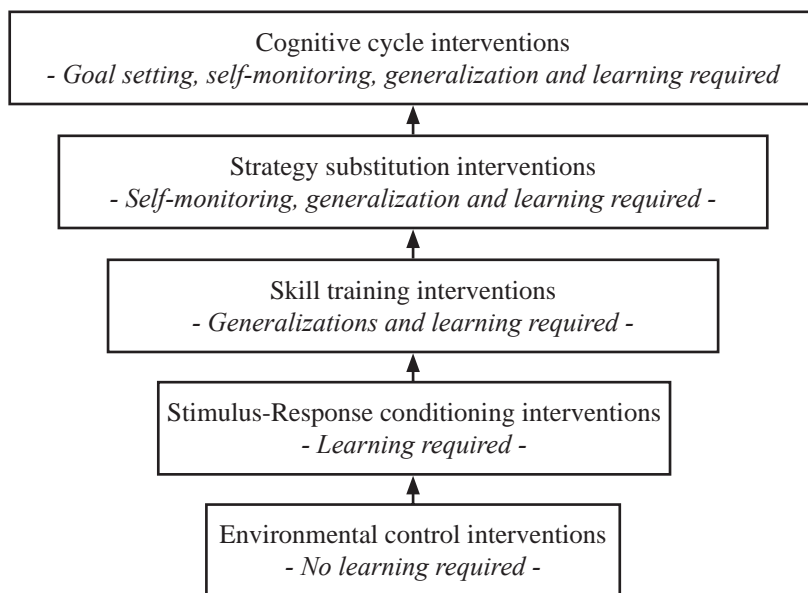 Cognitive cycle interventions
- Goal setting, self-monitoring, generalization and learning required
Strategy substitution interventions
- Self-monitoring, generalization and learning required -
Skill training interventions
- Generalizations and learning required -
Stimulus-Response conditioning interventions
- Learning required -
Environmental control interventions
- No learning required -